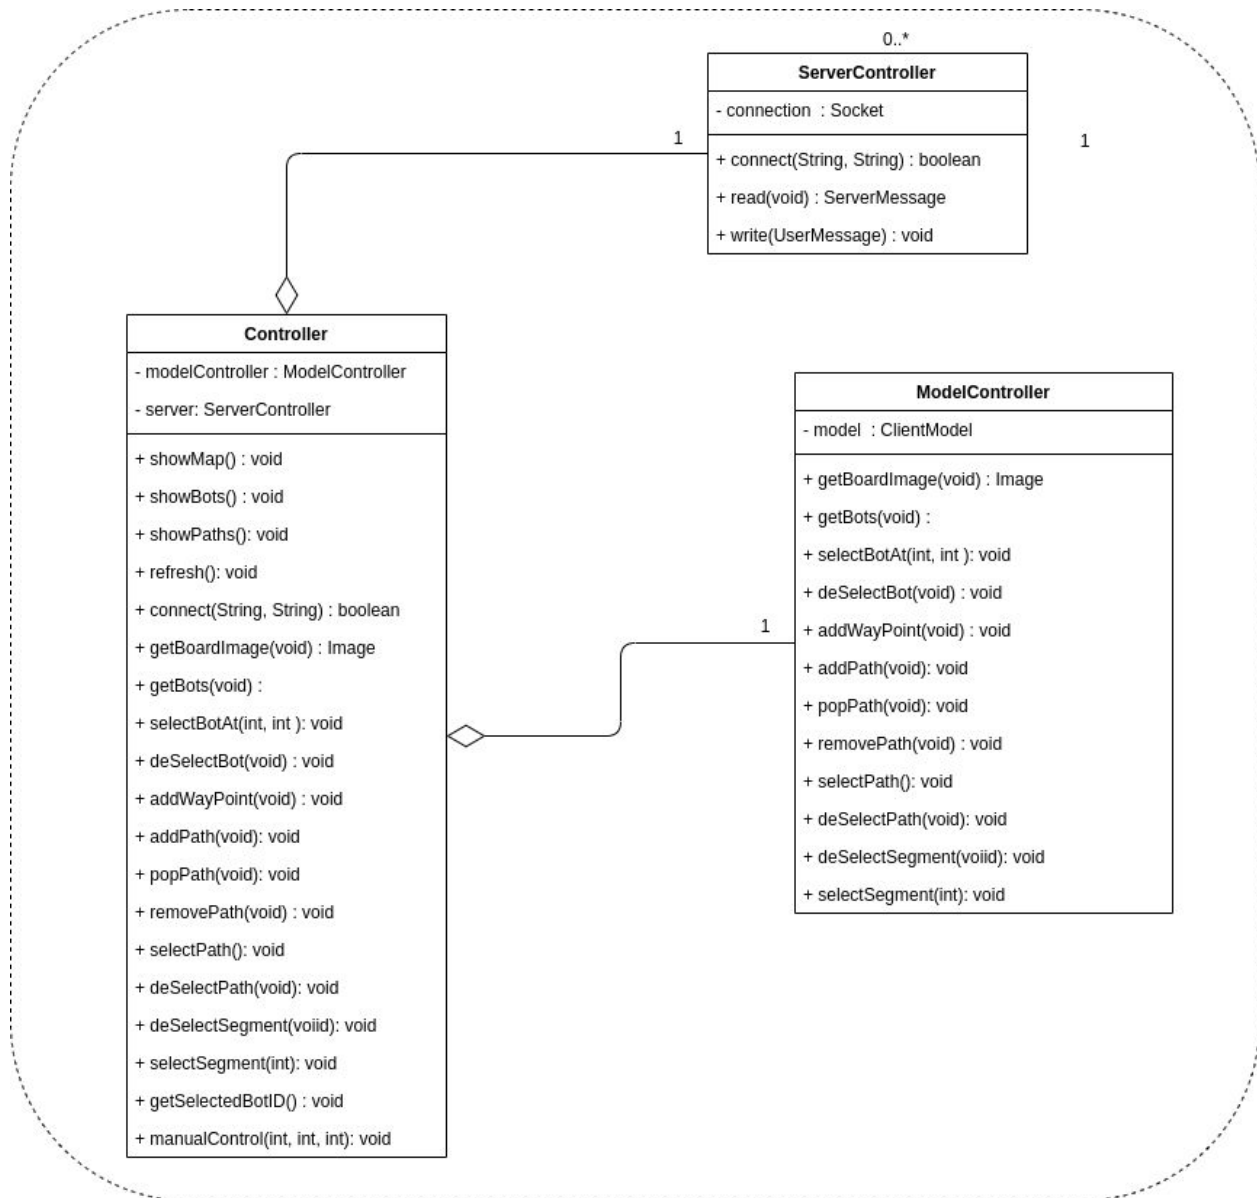 0..*
ServerController
- connection : Socket
1
1
+ connect(String, String) : boolean
+ read(void) : ServerMessage
+ write(UserMessage) : void
Controller
- modelController : ModelController
- server: ServerController
+ showMap() : void
+ showBots() : void
+ showPaths(): void
+ refresh(): void
+ connect(String, String) : boolean
+ getBoardImage(void) : Image
+ getBots(void) :
+ selectBotAt(int, int ): void
+ deSelectBot(void) : void
+ addWayPoint(void) : void
+ addPath(void): void
+ popPath(void): void
+ removePath(void) : void
+ selectPath(): void
+ deSelectPath(void): void
+ deSelectSegment(voiid): void
+ selectSegment(int): void
+ getSelectedBotID() : void
+ manualControl(int, int, int): void
1
ModelController
- model : ClientModel
+ getBoardImage(void) : Image
+ getBots(void) :
+ selectBotAt(int, int ): void
+ deSelectBot(void) : void
+ addWayPoint(void) : void
+ addPath(void): void
+ popPath(void): void
+ removePath(void) : void
+ selectPath(): void
+ deSelectPath(void): void
+ deSelectSegment(voiid): void
+ selectSegment(int): void